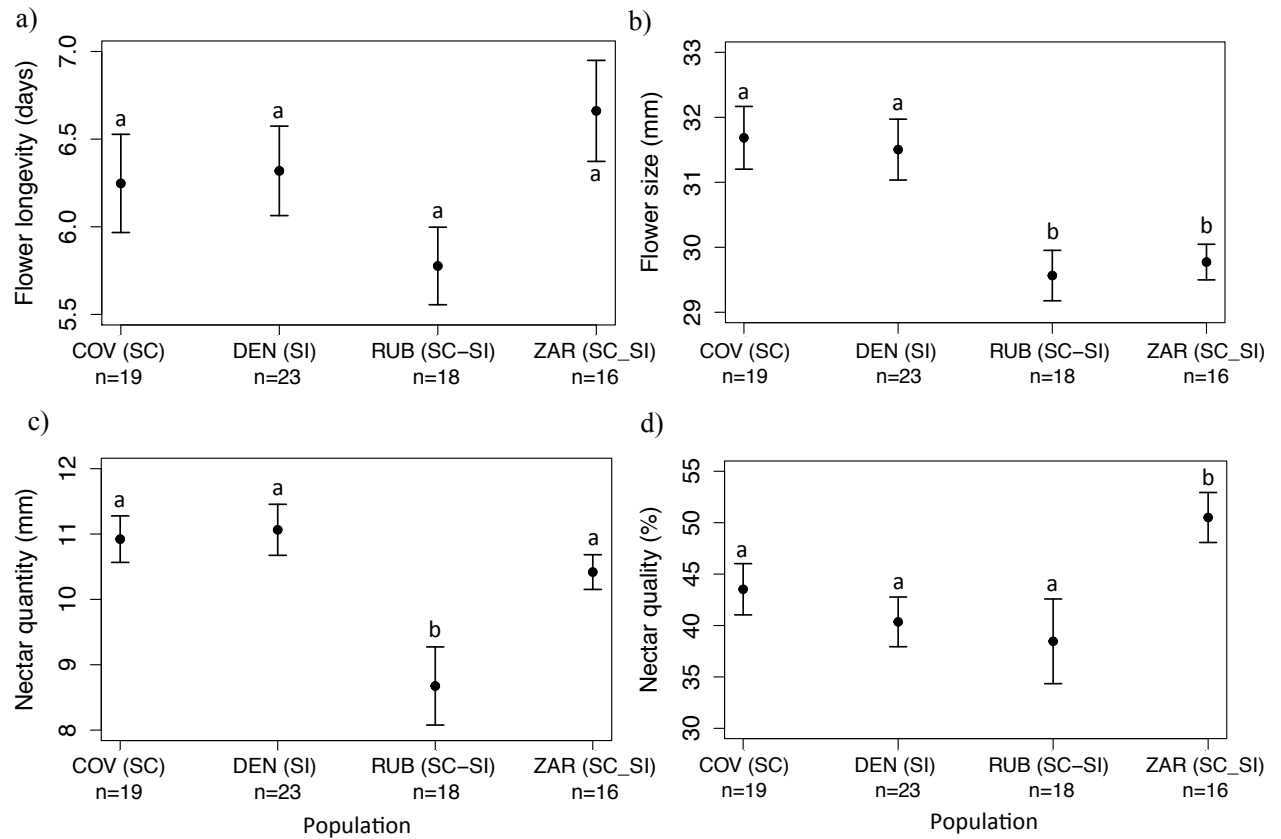 a)
Flower longevity (days)
7.0
6.5
6.0
5.5
a
a
a
a
COV (SC) DEN (SI) RUB (SC−SI) ZAR (SC_SI)
n=19 n=23 n=18 n=16
b)
Flower size (mm)
33
32
31
30
29
a
a
b
b
COV (SC) DEN (SI) RUB (SC−SI) ZAR (SC_SI)
n=19 n=23 n=18 n=16
c)
Nectar quantity (mm)
12
11
10
9
8
a
a
b
a
COV (SC) DEN (SI) RUB (SC−SI) ZAR (SC_SI)
n=19 n=23 n=18 n=16
Population
d)
Nectar quality (%)
55
50
45
40
35
30
a
a
a
b
COV (SC) DEN (SI) RUB (SC−SI) ZAR (SC_SI)
n=19 n=23 n=18 n=16
Population